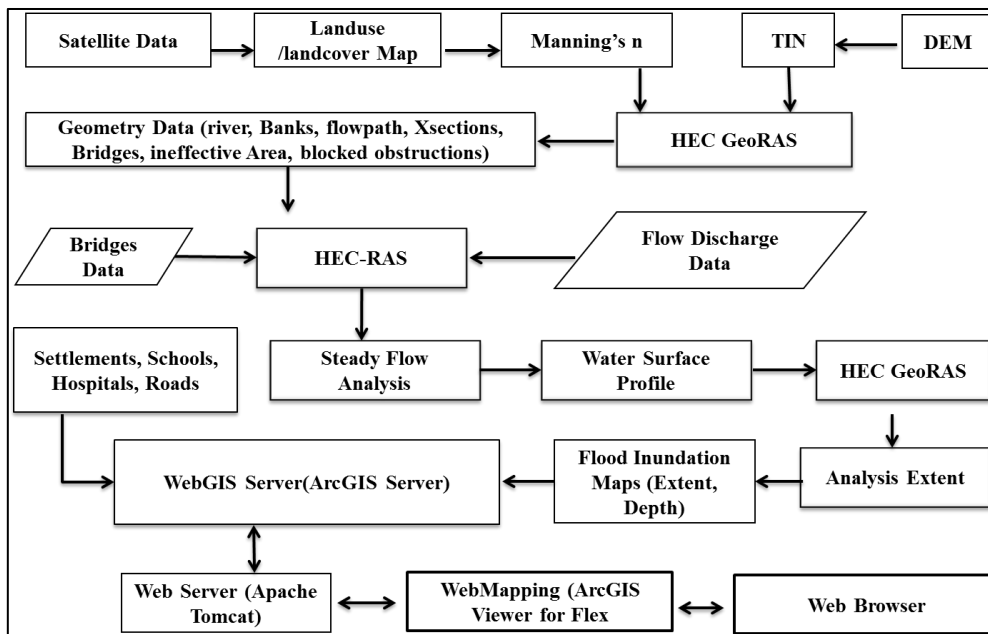 Satellite Data
Landuse
/landcover Map
Manning's n
TIN
DEM
Geometry Data (river, Banks, flowpath, Xsections,
Bridges, ineffective Area, blocked obstructions)
HEC GeoRAS
Bridges
Data
HEC-RAS
Flow Discharge
Data
Settlements, Schools,
Hospitals, Roads
Steady Flow
Analysis
Water Surface
Profile
HEC GeoRAS
WebGIS Server(ArcGIS Server)
Flood Inundation
Maps (Extent,
Depth)
Analysis Extent
Web Server (Apache
Tomcat)
WebMapping (ArcGIS
Viewer for Flex
Web Browser